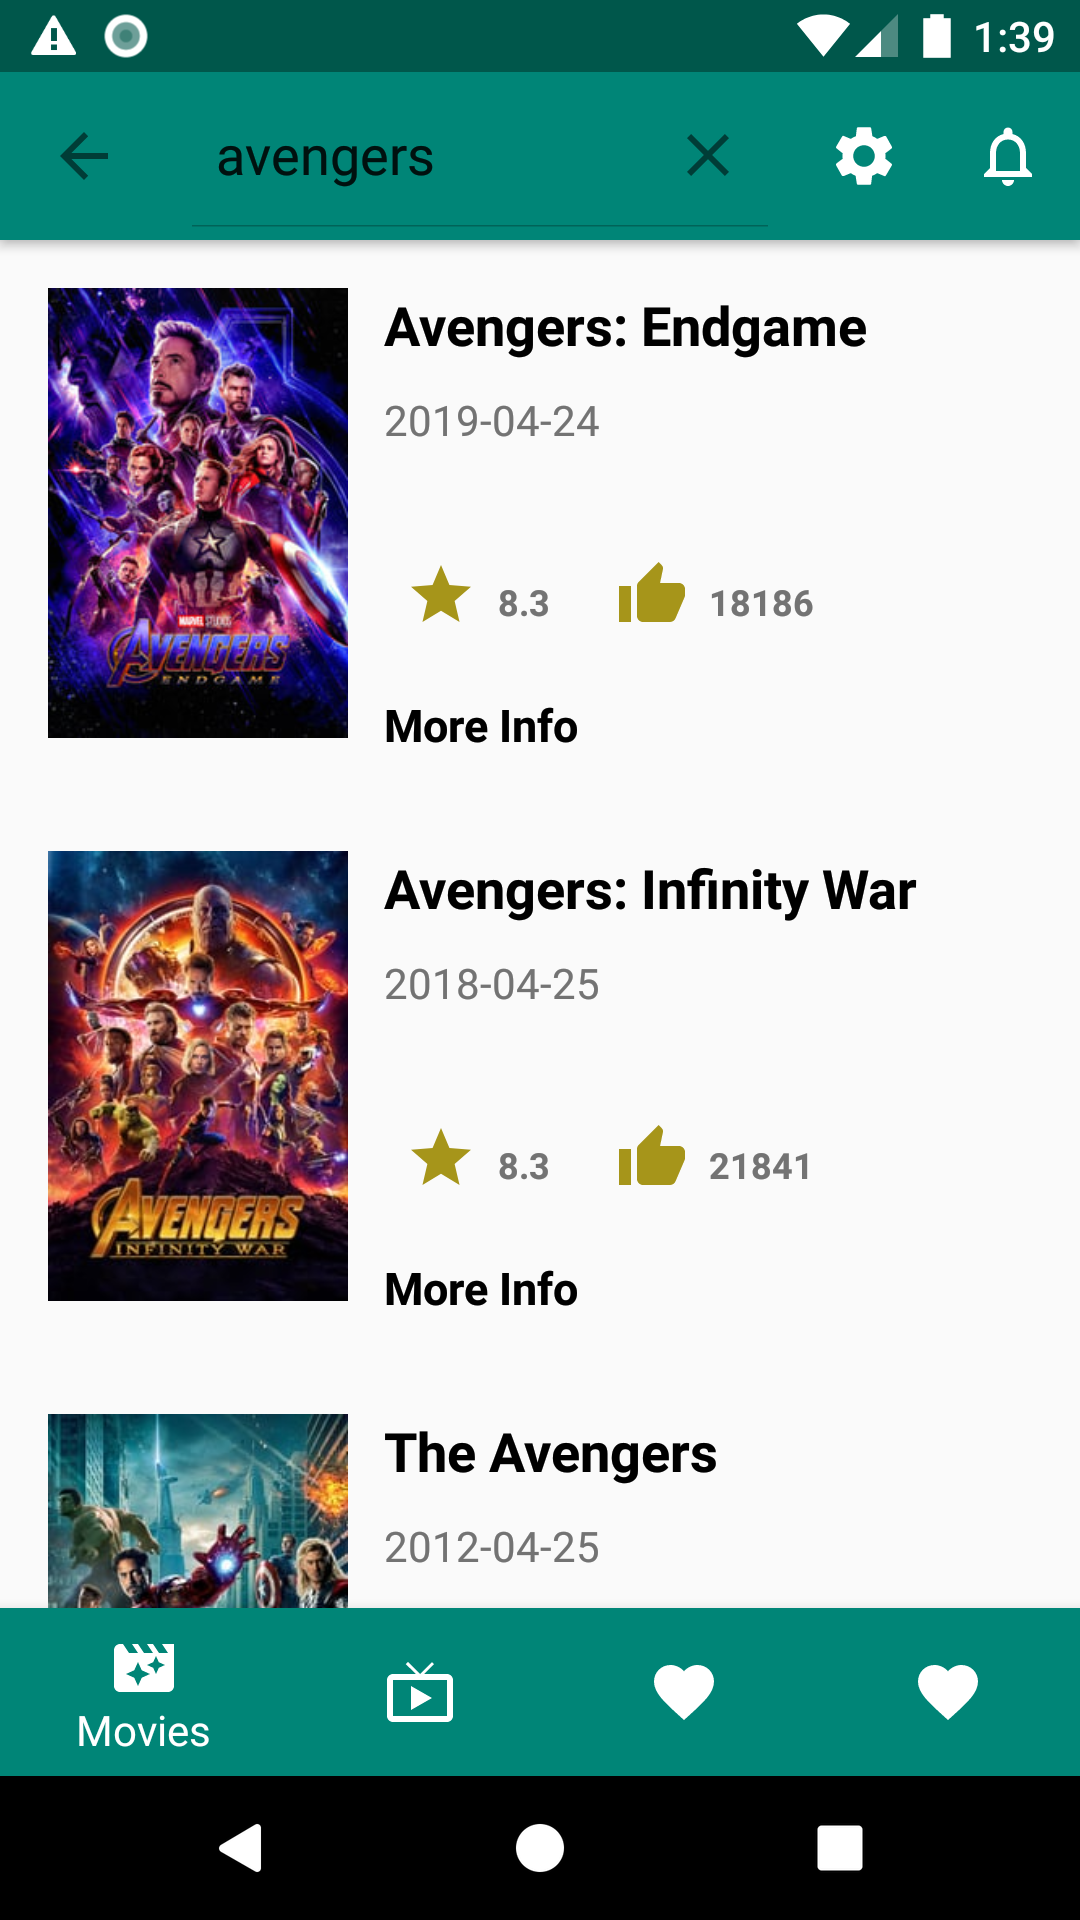 1:39
avengers
Avengers: Endgame
2019-04-24
8.3
18186
More Info
MARVEL STUDIOS
AVENGERS
ENDGAME
Avengers: Infinity War
2018-04-25
8.3
21841
More Info
AVENGERS
INFINITY WAR
The Avengers
2012-04-25
Movies